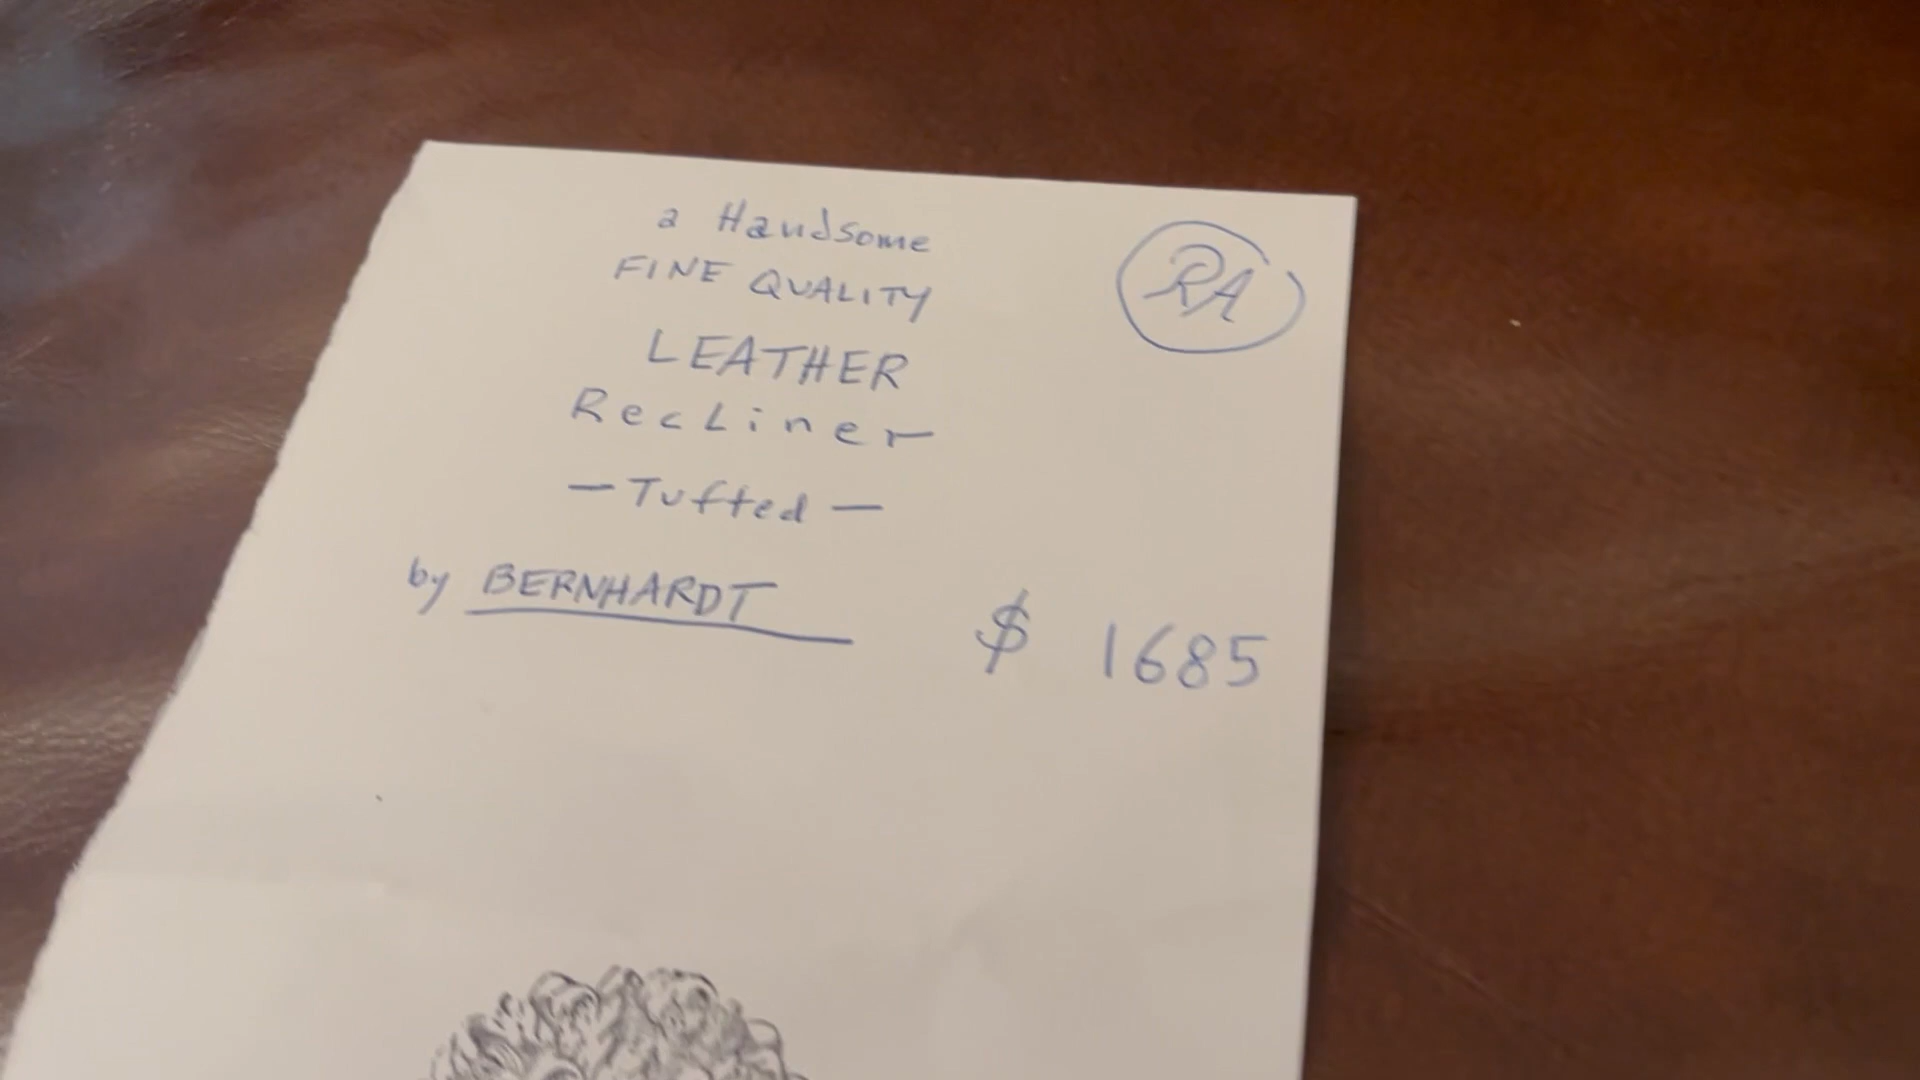 a Handsome
RA
FINE QUALITY
LEATHER
RecLiner
— Tufted —
by BERNHARDT
$ 1685